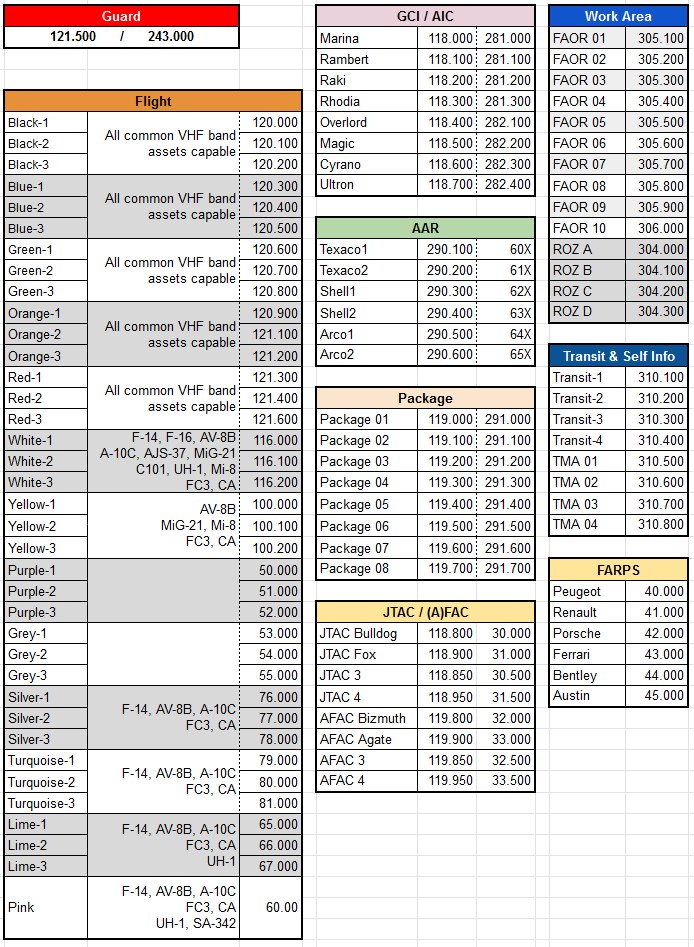 Guard
121.500 / 243.000
Flight
Black-1 120.000
Black-2 120.100
Black-3 120.200
All common VHF band
assets capable
Blue-1 120.300
Blue-2 120.400
Blue-3 120.500
All common VHF band
assets capable
Green-1 120.600
Green-2 120.700
Green-3 120.800
All common VHF band
assets capable
Orange-1 120.900
Orange-2 121.100
Orange-3 121.200
All common VHF band
assets capable
Red-1 121.300
Red-2 121.400
Red-3 121.600
All common VHF band
assets capable
White-1 116.000
White-2 116.100
White-3 116.200
F-14, F-16, AV-8B
A-10C, AJS-37, MiG-21
C101, UH-1, Mi-8
FC3, CA
Yellow-1 100.000
Yellow-2 100.100
Yellow-3 100.200
AV-8B
MiG-21, Mi-8
FC3, CA
Purple-1 50.000
Purple-2 51.000
Purple-3 52.000
Grey-1 53.000
Grey-2 54.000
Grey-3 55.000
Silver-1 76.000
Silver-2 77.000
Silver-3 78.000
F-14, AV-8B, A-10C
FC3, CA
Turquoise-1 79.000
Turquoise-2 80.000
Turquoise-3 81.000
F-14, AV-8B, A-10C
FC3, CA
Lime-1 65.000
Lime-2 66.000
Lime-3 67.000
F-14, AV-8B, A-10C
FC3, CA
UH-1
Pink 60.00
F-14, AV-8B, A-10C
FC3, CA
UH-1, SA-342
GCI / AIC
Marina 118.000 281.000
Rambert 118.100 281.100
Raki 118.200 281.200
Rhodia 118.300 281.300
Overlord 118.400 282.100
Magic 118.500 282.200
Cyrano 118.600 282.300
Ultron 118.700 282.400
AAR
Texaco1 290.100 60X
Texaco2 290.200 61X
Shell1 290.300 62X
Shell2 290.400 63X
Arco1 290.500 64X
Arco2 290.600 65X
Package
Package 01 119.000 291.000
Package 02 119.100 291.100
Package 03 119.200 291.200
Package 04 119.300 291.300
Package 05 119.400 291.400
Package 06 119.500 291.500
Package 07 119.600 291.600
Package 08 119.700 291.700
JTAC / (A)FAC
JTAC Bulldog 118.800 30.000
JTAC Fox 118.900 31.000
JTAC 3 118.850 30.500
JTAC 4 118.950 31.500
AFAC Bizmuth 119.800 32.000
AFAC Agate 119.900 33.000
AFAC 3 119.850 32.500
AFAC 4 119.950 33.500
Work Area
FAOR 01 305.100
FAOR 02 305.200
FAOR 03 305.300
FAOR 04 305.400
FAOR 05 305.500
FAOR 06 305.600
FAOR 07 305.700
FAOR 08 305.800
FAOR 09 305.900
FAOR 10 306.000
ROZ A 304.000
ROZ B 304.100
ROZ C 304.200
ROZ D 304.300
Transit & Self Info
Transit-1 310.100
Transit-2 310.200
Transit-3 310.300
Transit-4 310.400
TMA 01 310.500
TMA 02 310.600
TMA 03 310.700
TMA 04 310.800
FARPS
Peugeot 40.000
Renault 41.000
Porsche 42.000
Ferrari 43.000
Bentley 44.000
Austin 45.000